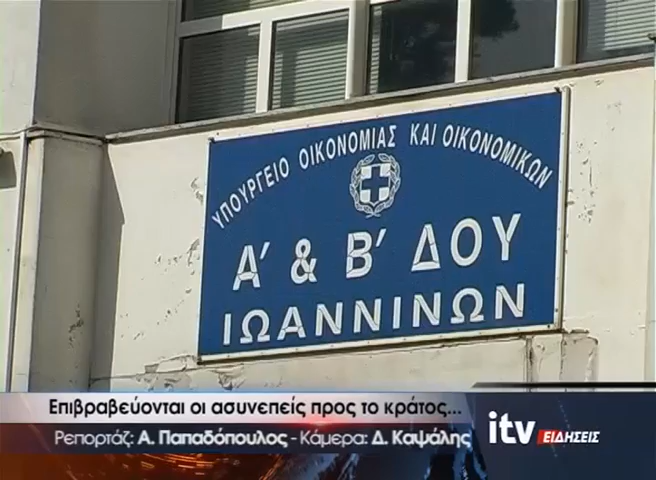 ΥΠΟΥΡΓΕΙΟ ΟΙΚΟΝΟΜΙΑΣ ΚΑΙ ΟΙΚΟΝΟΜΙΚΩΝ
Α΄ & Β΄ ΔΟΥ
ΙΩΑΝΝΙΝΩΝ
Επιβραβεύονται οι ασυνεπείς προς το κράτος...
Ρεπορτάζ: Α. Παπαδόπουλος - Κάμερα: Δ. Καψάλης
itv ΕΙΔΗΣΕΙΣ